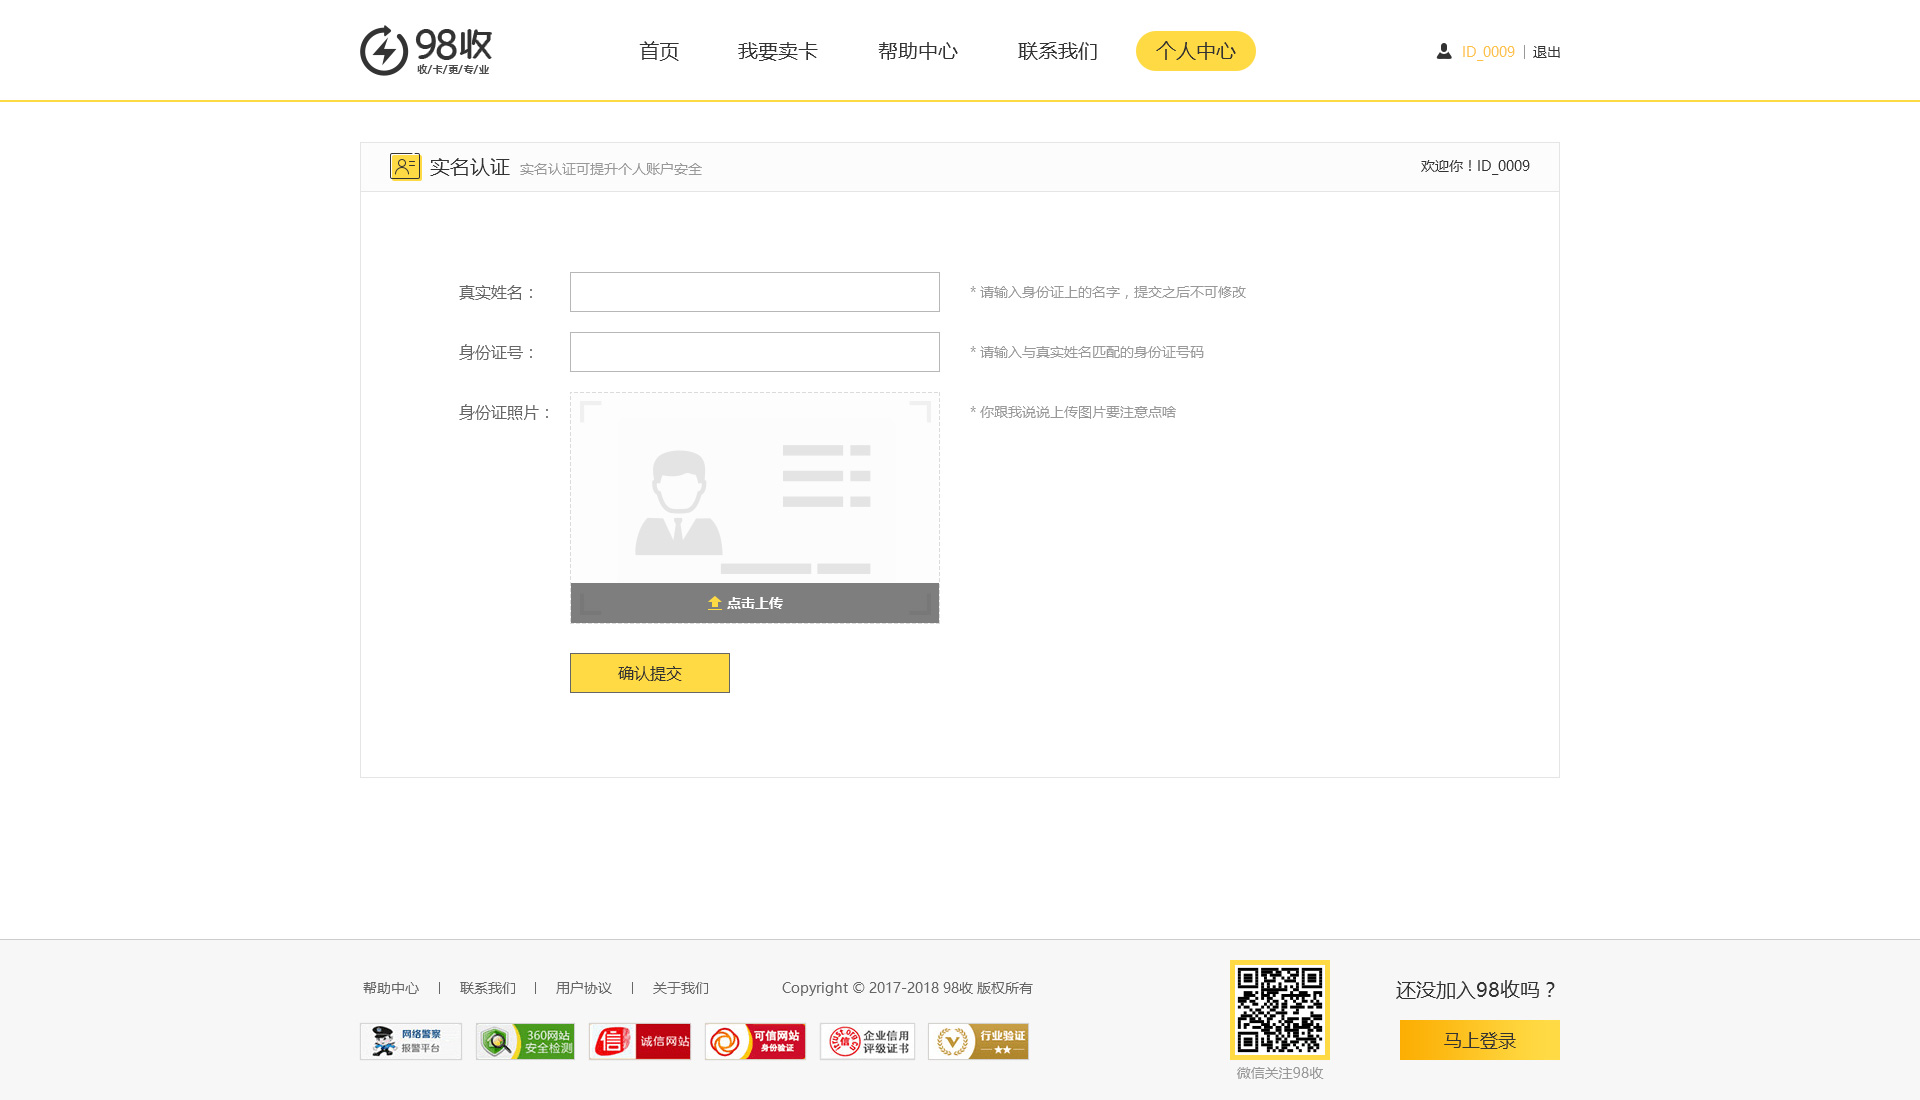 98收
收/卡/更/专/业
首页
我要卖卡
帮助中心
联系我们
个人中心
ID_0009 | 退出
实名认证 实名认证可提升个人账户安全
欢迎你！ID_0009
真实姓名：
* 请输入身份证上的名字，提交之后不可修改
身份证号：
* 请输入与真实姓名匹配的身份证号码
身份证照片：
* 你跟我说说上传图片要注意点啥
点击上传
确认提交
帮助中心 | 联系我们 | 用户协议 | 关于我们
Copyright © 2017-2018 98收 版权所有
网络警察
报警平台
360网站
安全检测
信
诚信网站
可信网站
身份验证
信
企业信用
评级证书
行业验证
微信关注98收
还没加入98收吗？
马上登录